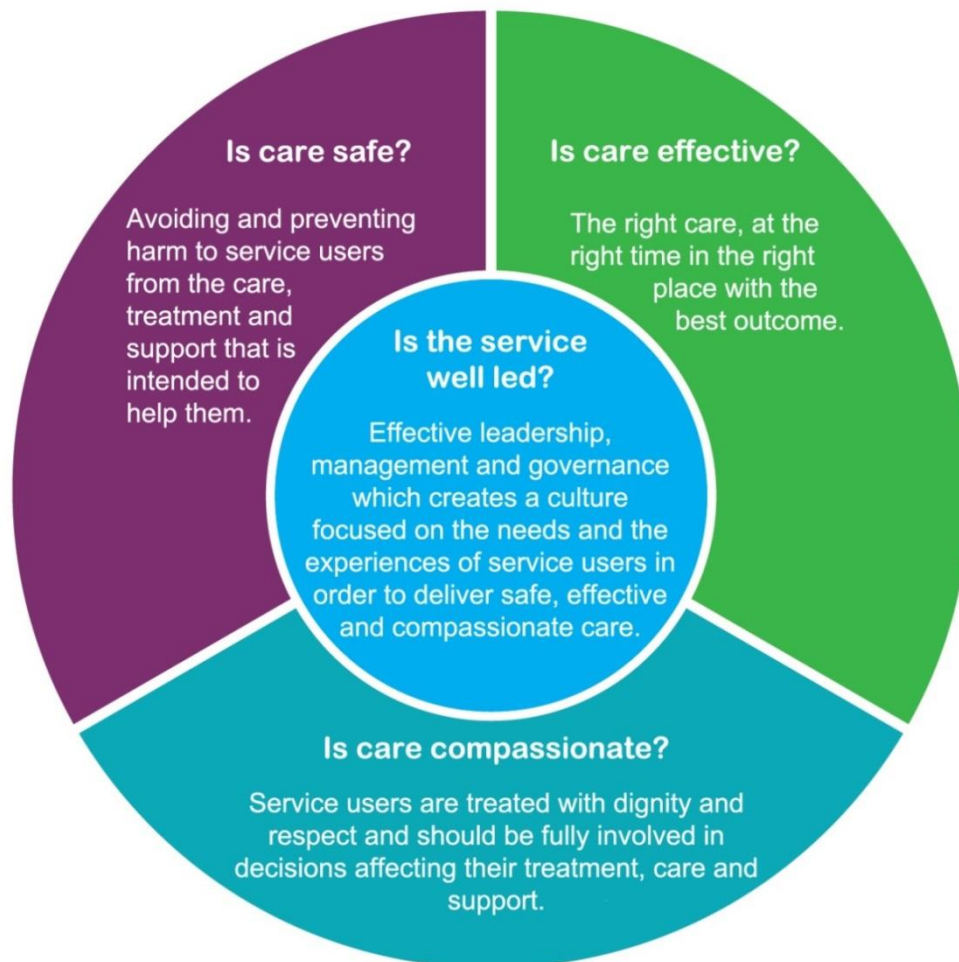 Is care safe?
Avoiding and preventing
harm to service users
from the care,
treatment and
support that is
intended to
help them.
Is care effective?
The right care, at the
right time in the right
place with the
best outcome.
Is the service
well led?
Effective leadership,
management and governance
which creates a culture
focused on the needs and the
experiences of service users in
order to deliver safe, effective
and compassionate care.
Is care compassionate?
Service users are treated with dignity and
respect and should be fully involved in
decisions affecting their treatment, care and
support.